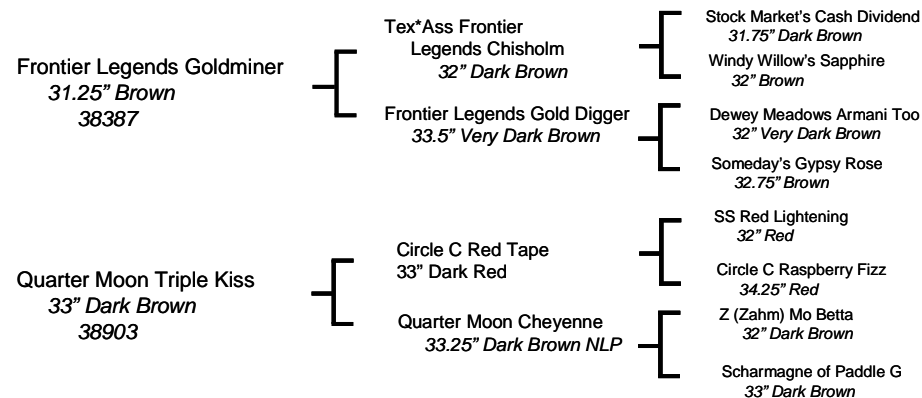 Frontier Legends Goldminer
31.25” Brown
38387
Quarter Moon Triple Kiss
33” Dark Brown
38903
Tex*Ass Frontier
Legends Chisholm
32” Dark Brown
Frontier Legends Gold Digger
33.5” Very Dark Brown
Circle C Red Tape
33” Dark Red
Quarter Moon Cheyenne
33.25” Dark Brown NLP
Stock Market’s Cash Dividend
31.75” Dark Brown
Windy Willow’s Sapphire
32” Brown
Dewey Meadows Armani Too
32” Very Dark Brown
Someday’s Gypsy Rose
32.75” Brown
SS Red Lightening
32” Red
Circle C Raspberry Fizz
34.25” Red
Z (Zahm) Mo Betta
32” Dark Brown
Scharmagne of Paddle G
33” Dark Brown